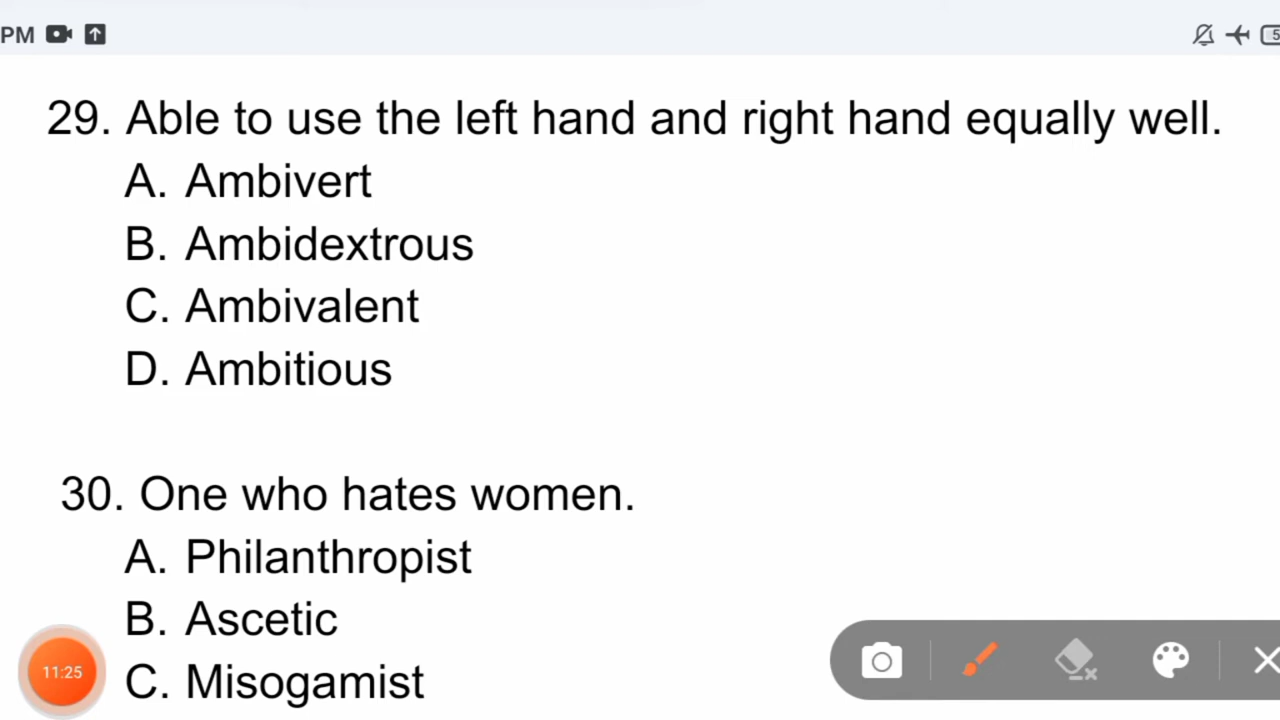 PM
5
29. Able to use the left hand and right hand equally well.
A. Ambivert
B. Ambidextrous
C. Ambivalent
D. Ambitious
30. One who hates women.
A. Philanthropist
B. Ascetic
C. Misogamist
11:25